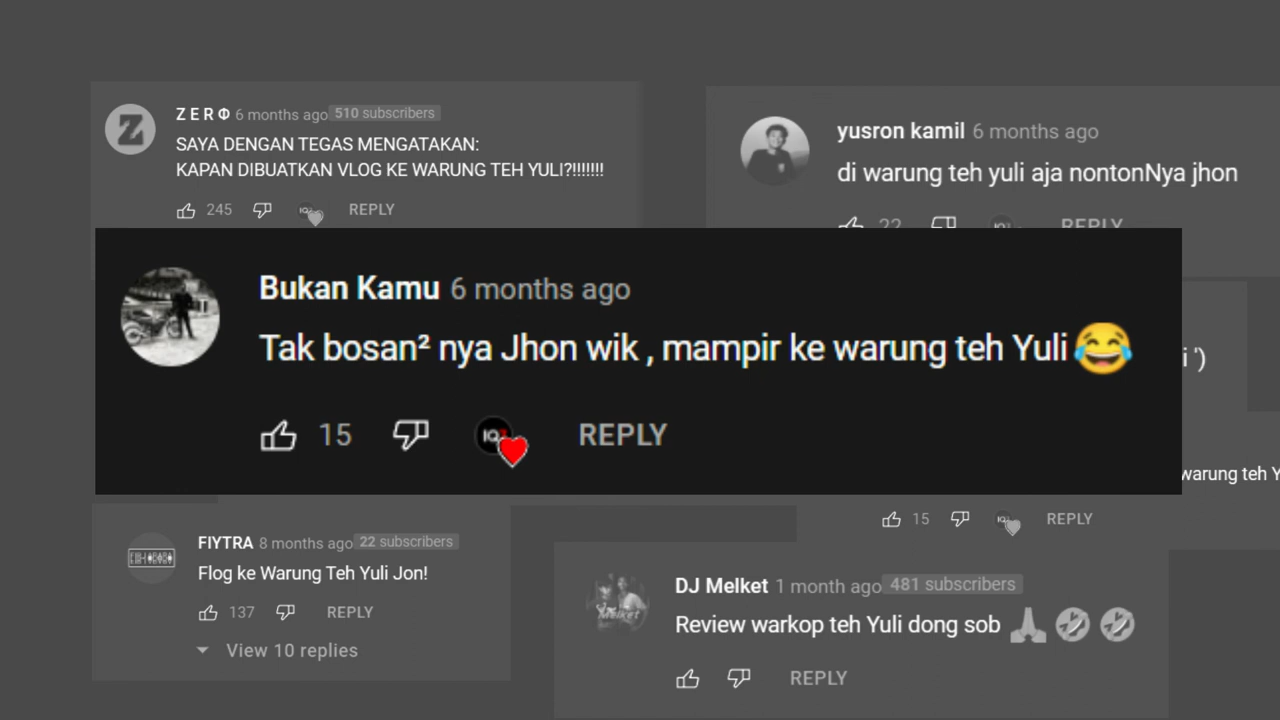 Z E R Φ 6 months ago 510 subscribers
SAYA DENGAN TEGAS MENGATAKAN:
KAPAN DIBUATKAN VLOG KE WARUNG TEH YULI?!!!!!!!
245 REPLY
yusron kamil 6 months ago
di warung teh yuli aja nontonNya jhon
22 REPLY
Bukan Kamu 6 months ago
Tak bosan² nya Jhon wik , mampir ke warung teh Yuli😂
15 REPLY
i ')
warung teh Y
15 REPLY
FIYTRA 8 months ago 22 subscribers
Flog ke Warung Teh Yuli Jon!
137 REPLY
View 10 replies
DJ Melket 1 month ago 481 subscribers
Review warkop teh Yuli dong sob 🙏🤣🤣
REPLY